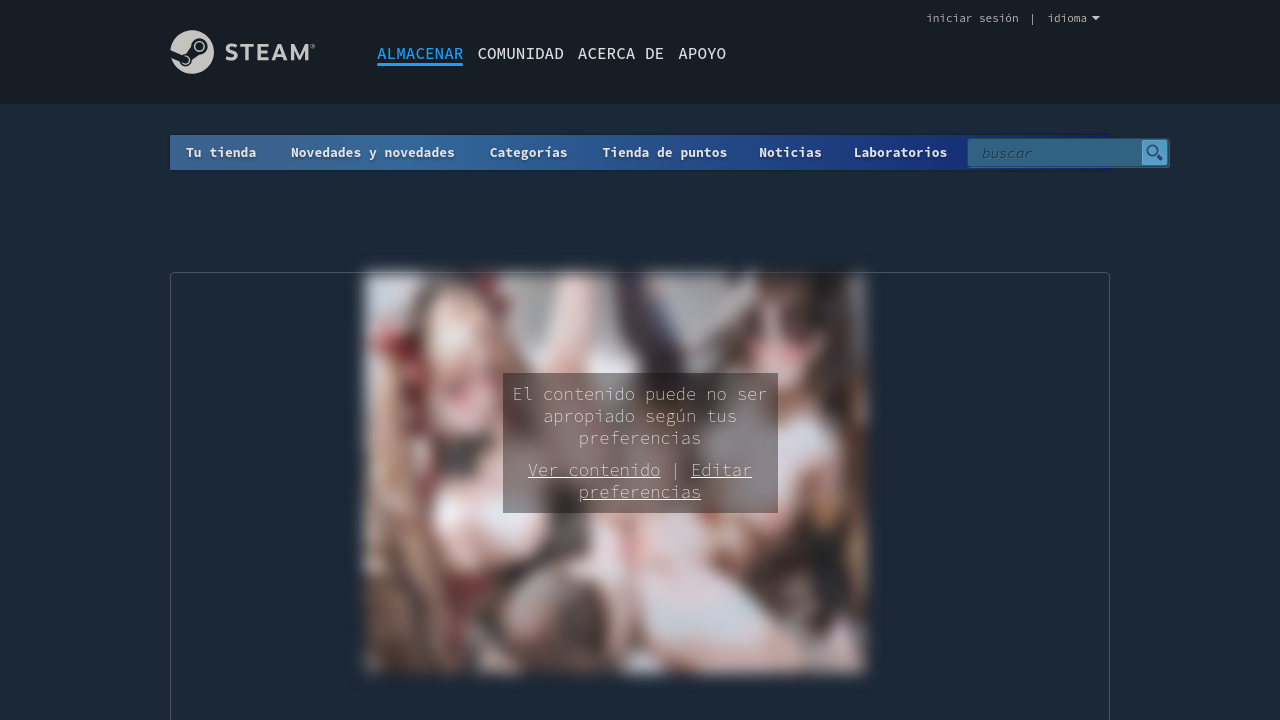 iniciar sesión | idioma
STEAM®
ALMACENAR COMUNIDAD ACERCA DE APOYO
Tu tienda Novedades y novedades Categorías Tienda de puntos Noticias Laboratorios buscar
El contenido puede no ser
apropiado según tus
preferencias
Ver contenido | Editar
preferencias